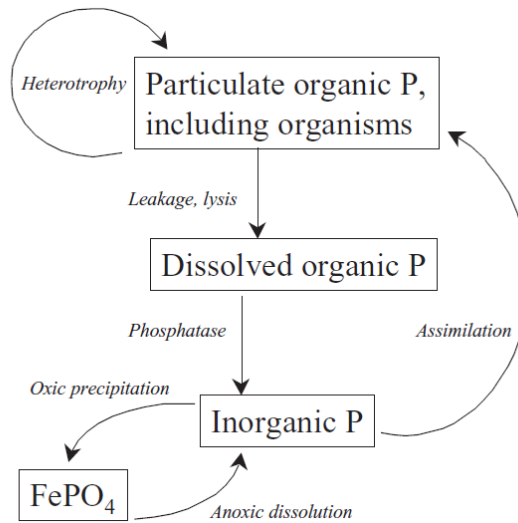 Heterotrophy
Particulate organic P,
including organisms
Leakage, lysis
Dissolved organic P
Phosphatase
Assimilation
Oxic precipitation
Inorganic P
FePO₄
Anoxic dissolution